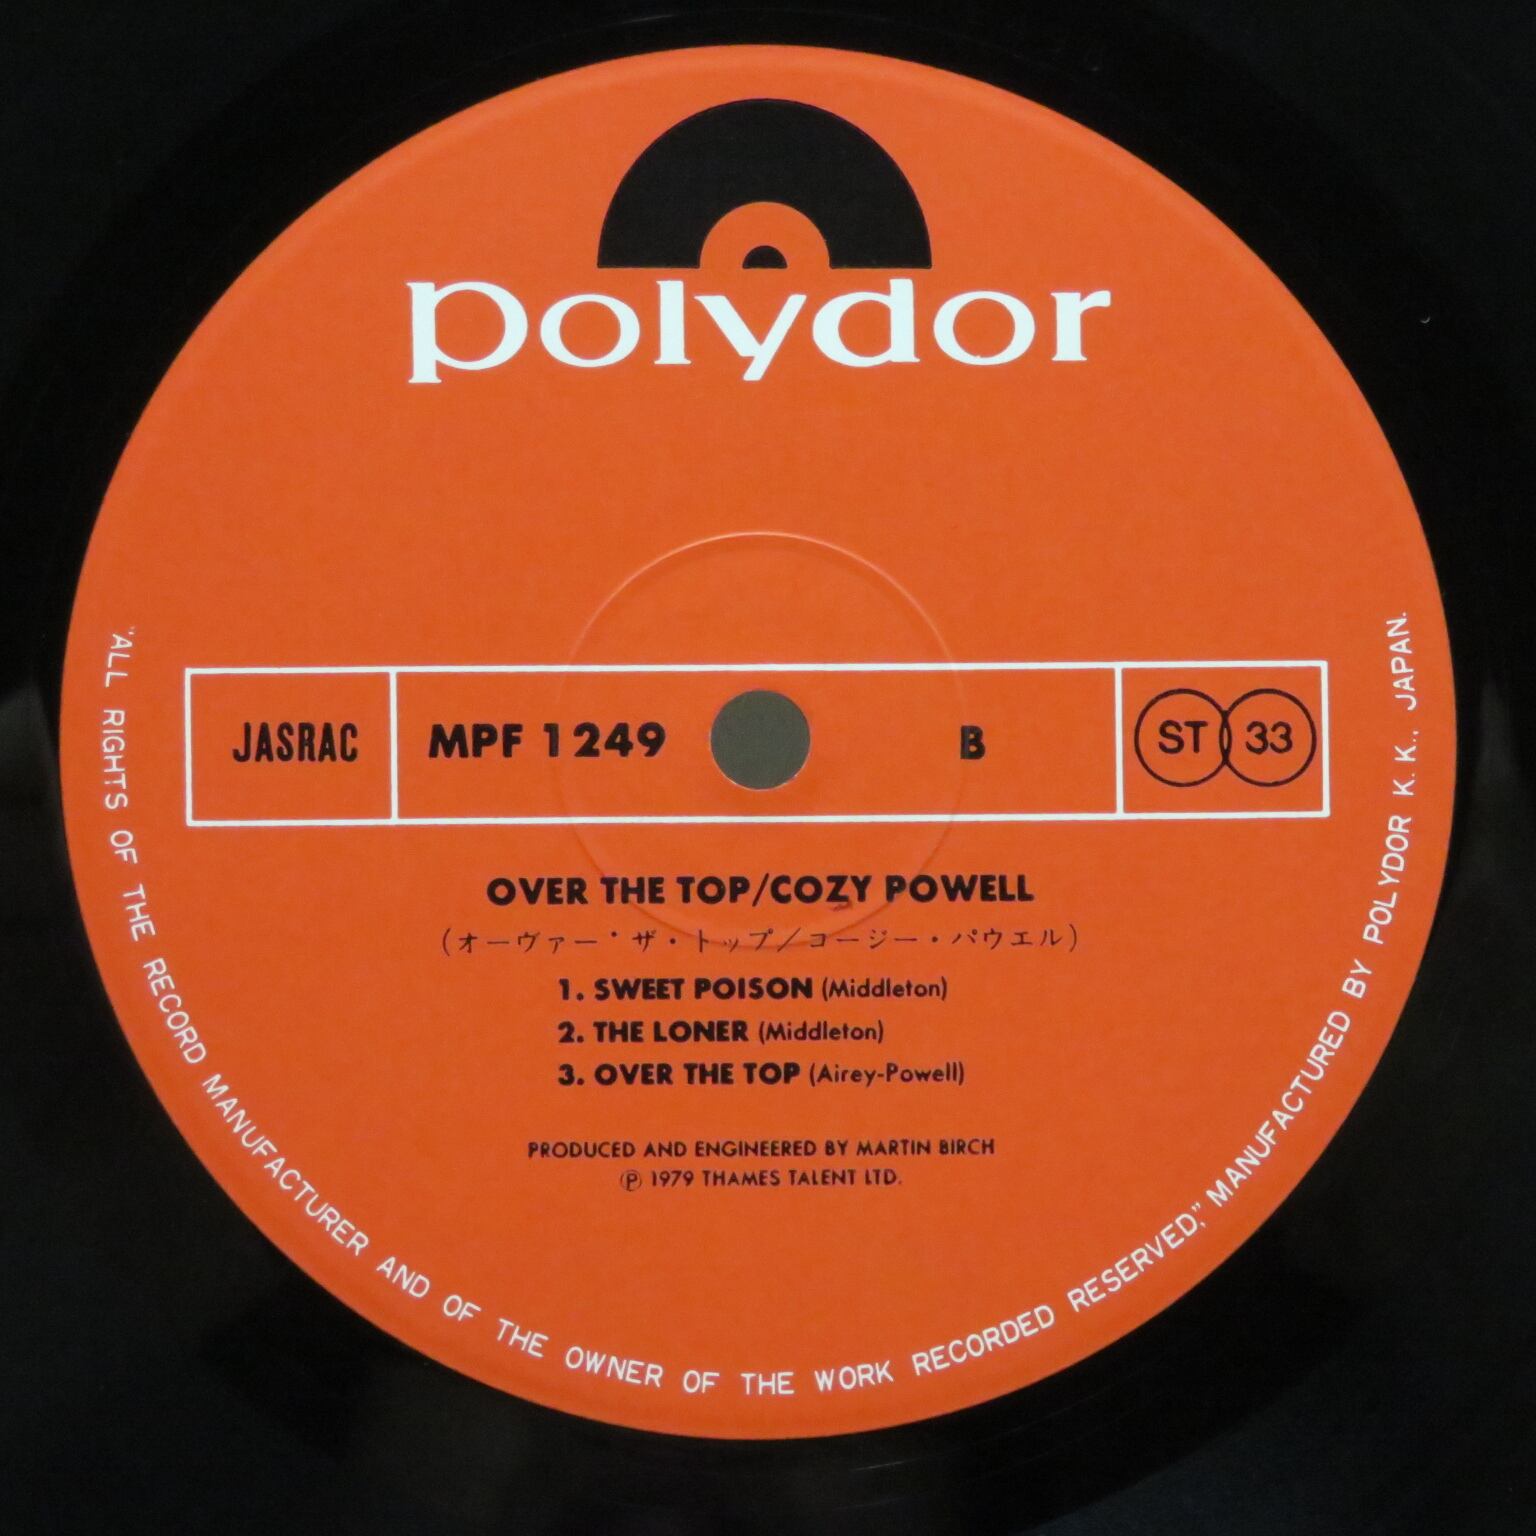 polydor
JASRAC
MPF 1249
B
ST 33
OVER THE TOP/COZY POWELL
(オーヴァー・ザ・トップ/コージー・パウエル)
1. SWEET POISON (Middleton)
2. THE LONER (Middleton)
3. OVER THE TOP (Airey-Powell)
PRODUCED AND ENGINEERED BY MARTIN BIRCH
℗ 1979 THAMES TALENT LTD.
"ALL RIGHTS OF THE RECORD MANUFACTURER AND OF THE OWNER OF THE WORK RECORDED RESERVED," MANUFACTURED BY POLYDOR K. K., JAPAN.